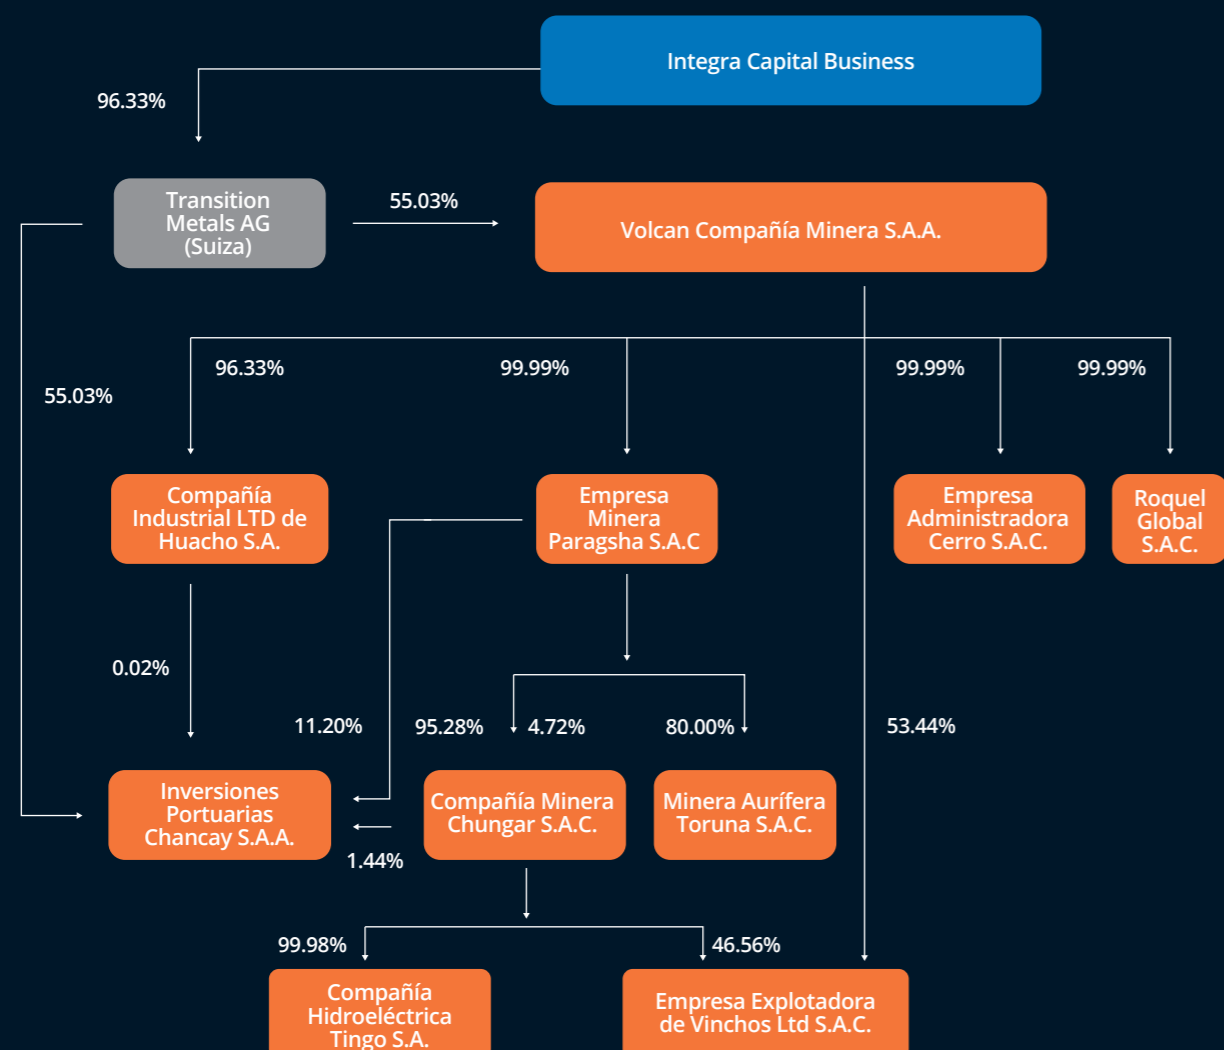 Integra Capital Business
96.33%
Transition
Metals AG
(Suiza)
55.03%
Volcan Compañía Minera S.A.A.
96.33%
99.99%
99.99%
99.99%
55.03%
Compañía
Industrial LTD de
Huacho S.A.
Empresa
Minera
Paragsha S.A.C
Empresa
Administradora
Cerro S.A.C.
Roquel
Global
S.A.C.
0.02%
11.20%
95.28%
4.72%
80.00%
53.44%
Inversiones
Portuarias
Chancay S.A.A.
Compañía Minera
Chungar S.A.C.
Minera Aurífera
Toruna S.A.C.
1.44%
99.98%
46.56%
Compañía
Hidroeléctrica
Tingo S.A.
Empresa Explotadora
de Vinchos Ltd S.A.C.